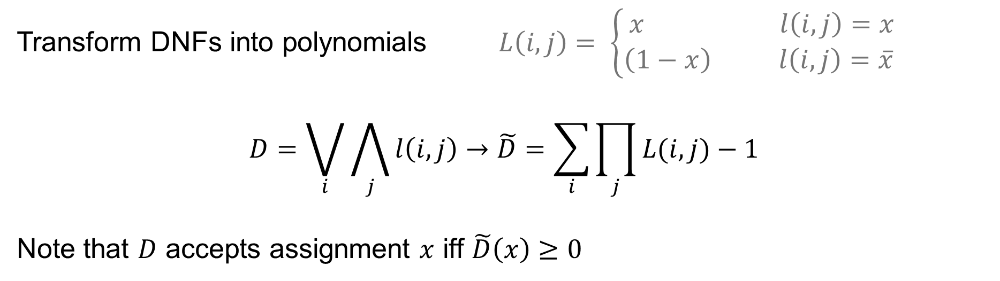 Transform DNFs into polynomials L(i,j) = { x l(i,j) = x
(1 − x) l(i,j) = x̄
D = ⋁_i ⋀_j l(i,j) → D̃ = ∑_i ∏_j L(i,j) − 1
Note that D accepts assignment x iff D̃(x) ≥ 0